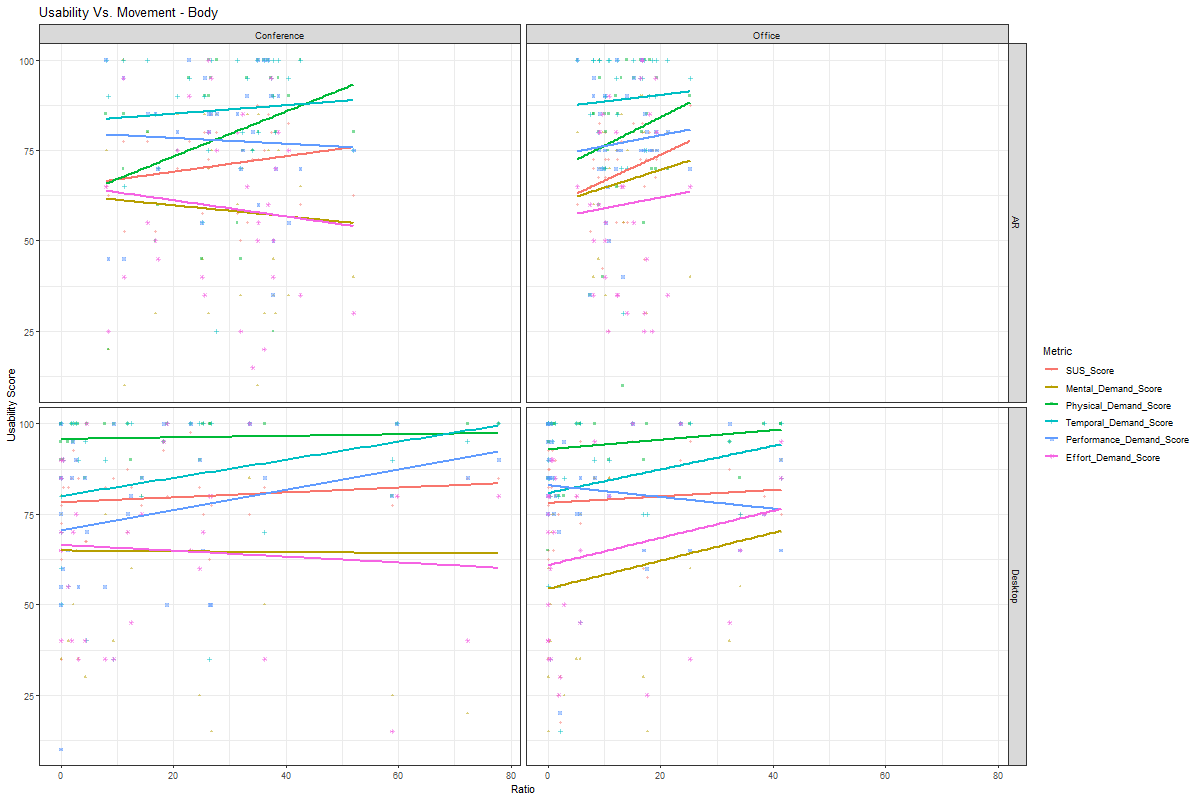 Usability Vs. Movement - Body
Conference
Office
100
75
50
25
AR
100
75
50
25
Desktop
Usability Score
0
20
40
60
80
0
20
40
60
80
Ratio
Metric
SUS_Score
Mental_Demand_Score
Physical_Demand_Score
Temporal_Demand_Score
Performance_Demand_Score
Effort_Demand_Score